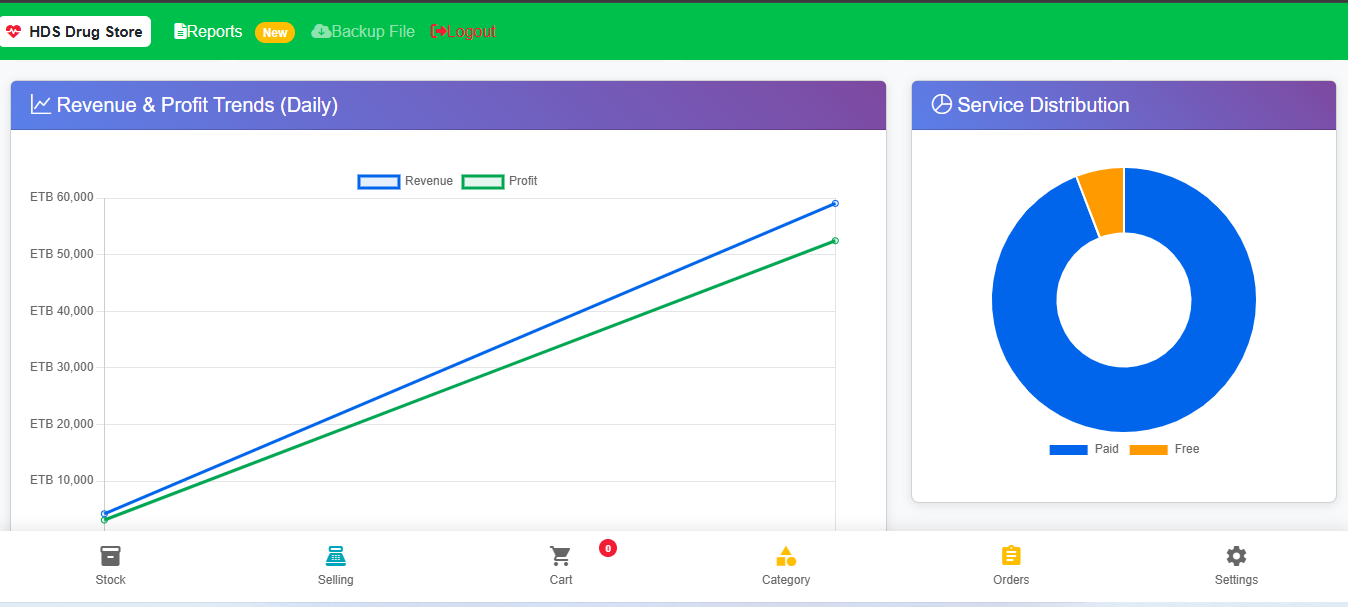 HDS Drug Store Reports New Backup File Logout
Revenue & Profit Trends (Daily)
Service Distribution
Revenue Profit
ETB 60,000
ETB 50,000
ETB 40,000
ETB 30,000
ETB 20,000
ETB 10,000
Paid Free
0
Stock Selling Cart Category Orders Settings